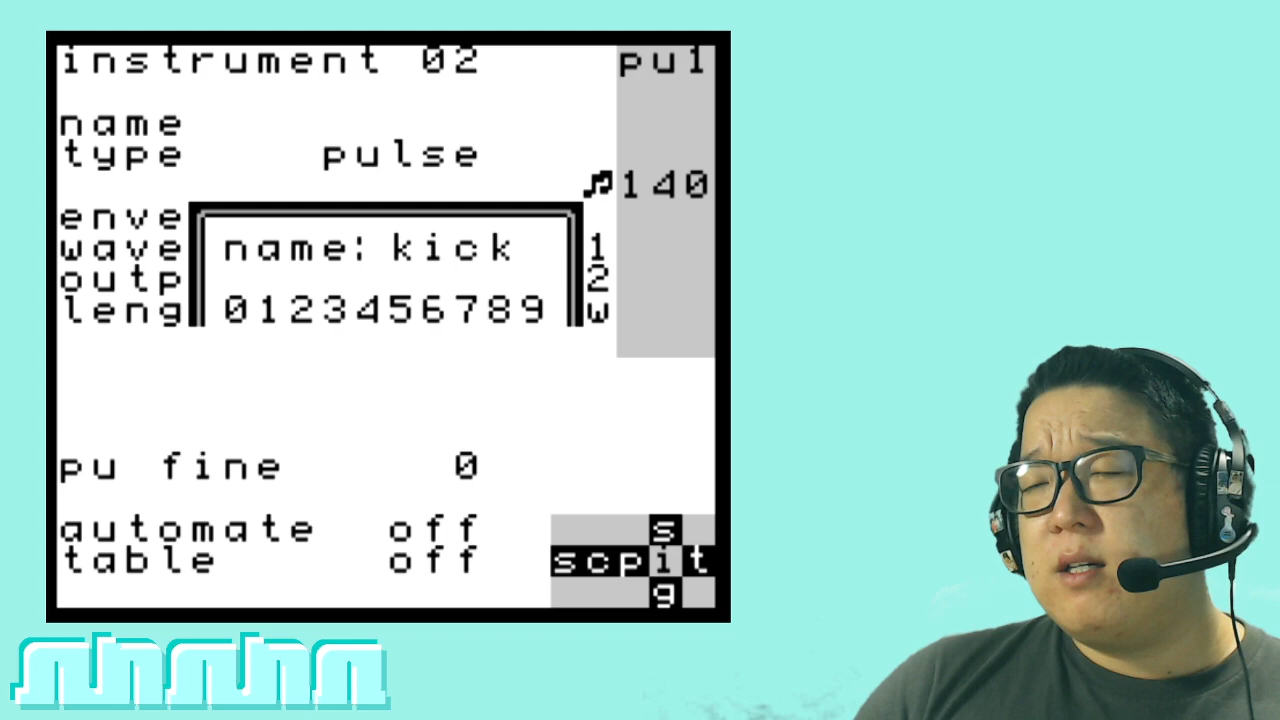 instrument 02 pu1
name
type pulse
♫140
enve
wave 1
name: kick
outp 2
leng w
0123456789
pu fine 0
automate off
s
table off
scpit
g